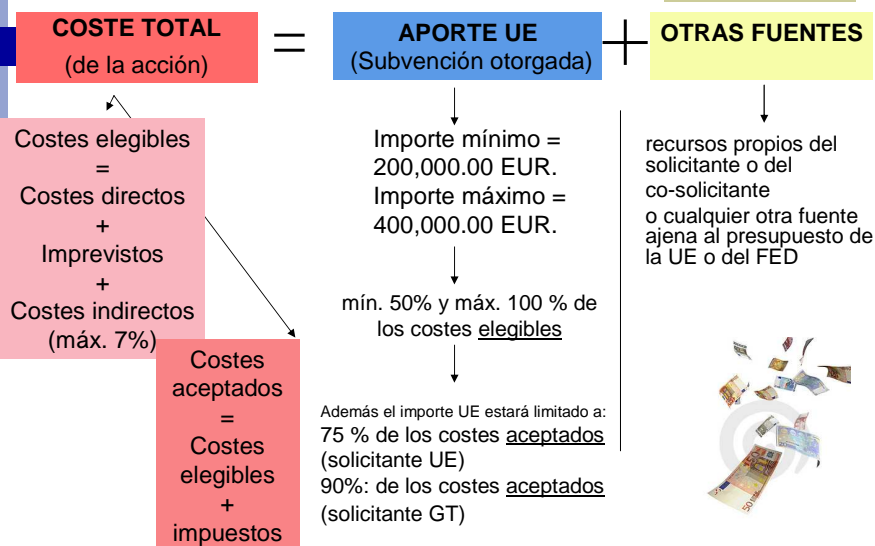 COSTE TOTAL
(de la acción)
=
APORTE UE
(Subvención otorgada)
+
OTRAS FUENTES
Costes elegibles
=
Costes directos
+
Imprevistos
+
Costes indirectos
(máx. 7%)
Costes
aceptados
=
Costes
elegibles
+
impuestos
Importe mínimo =
200,000.00 EUR.
Importe máximo =
400,000.00 EUR.
mín. 50% y máx. 100 % de
los costes elegibles
Además el importe UE estará limitado a:
75 % de los costes aceptados
(solicitante UE)
90%: de los costes aceptados
(solicitante GT)
recursos propios del
solicitante o del
co-solicitante
o cualquier otra fuente
ajena al presupuesto de
la UE o del FED